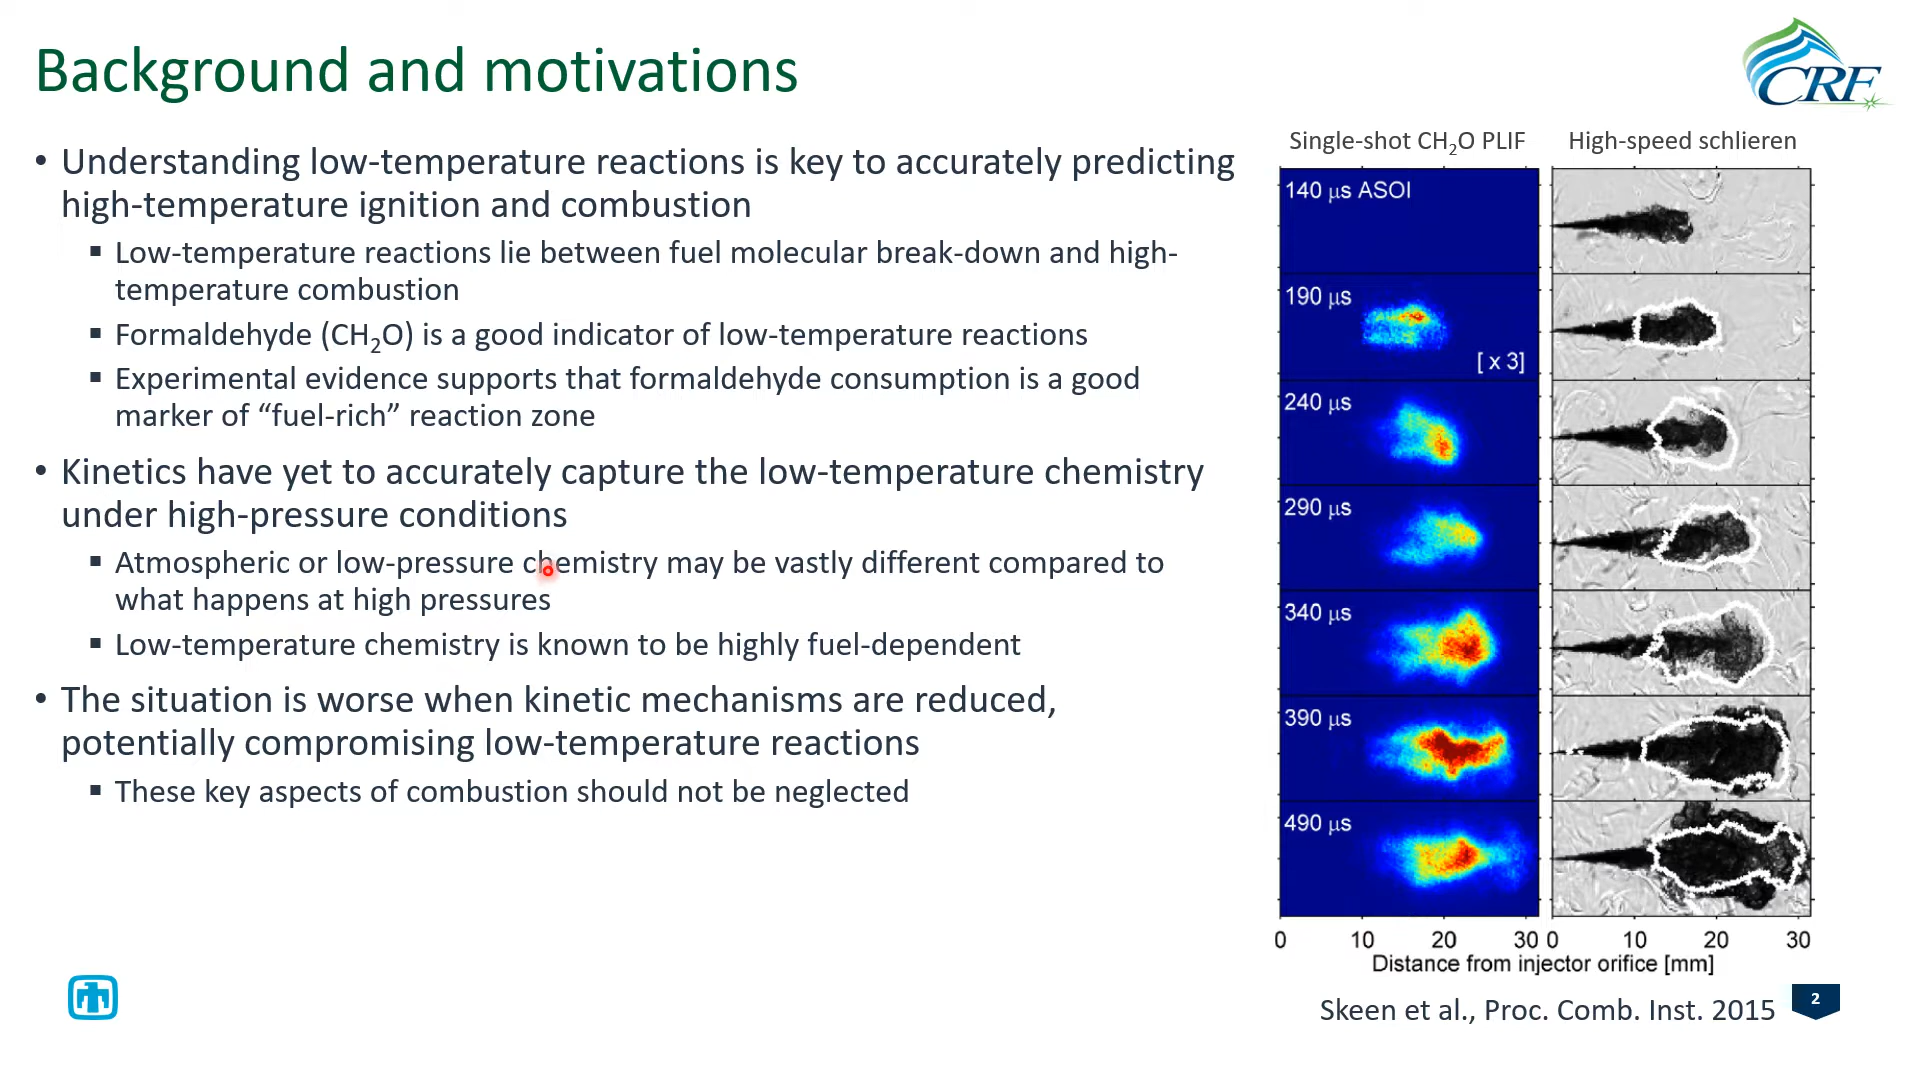 Background and motivations
CRF
• Understanding low-temperature reactions is key to accurately predicting
high-temperature ignition and combustion
▪ Low-temperature reactions lie between fuel molecular break-down and high-
temperature combustion
▪ Formaldehyde (CH₂O) is a good indicator of low-temperature reactions
▪ Experimental evidence supports that formaldehyde consumption is a good
marker of “fuel-rich” reaction zone
• Kinetics have yet to accurately capture the low-temperature chemistry
under high-pressure conditions
▪ Atmospheric or low-pressure chemistry may be vastly different compared to
what happens at high pressures
▪ Low-temperature chemistry is known to be highly fuel-dependent
• The situation is worse when kinetic mechanisms are reduced,
potentially compromising low-temperature reactions
▪ These key aspects of combustion should not be neglected
Single-shot CH₂O PLIF
High-speed schlieren
140 µs ASOI
190 µs
[ x 3]
240 µs
290 µs
340 µs
390 µs
490 µs
0 10 20 30 0 10 20 30
Distance from injector orifice [mm]
Skeen et al., Proc. Comb. Inst. 2015
2